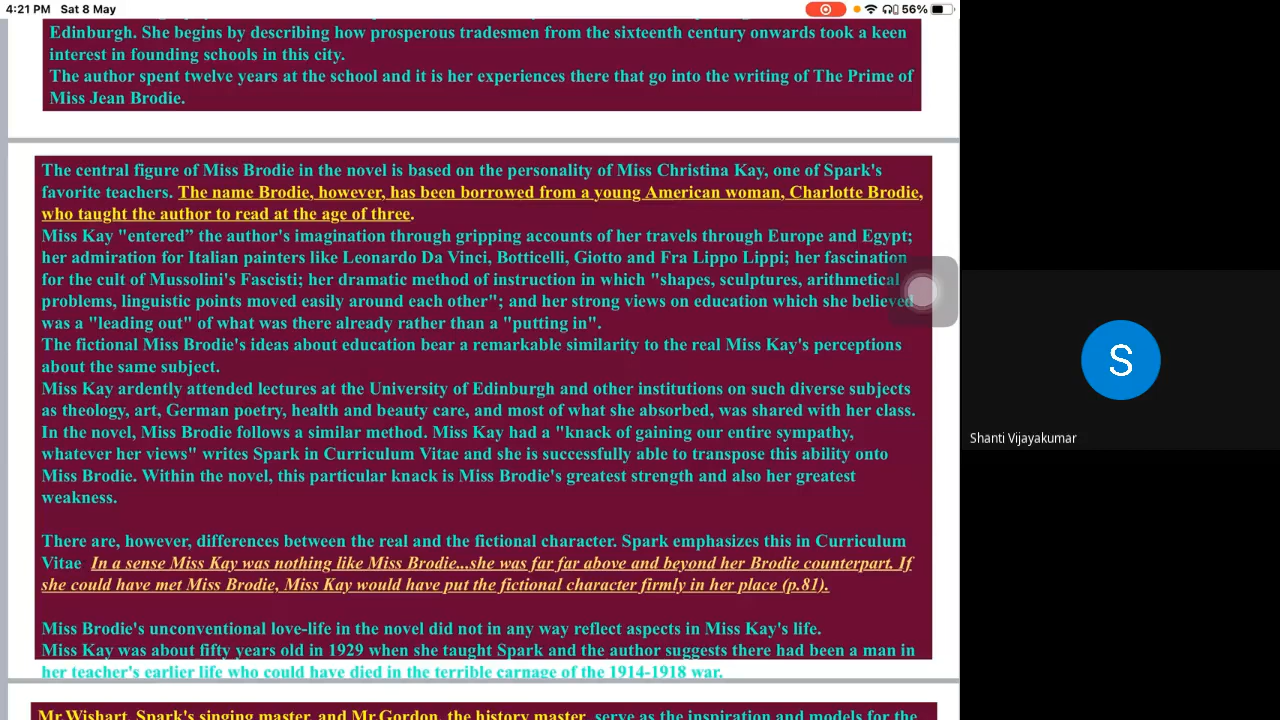 4:21 PM Sat 8 May
56%
Edinburgh. She begins by describing how prosperous tradesmen from the sixteenth century onwards took a keen
interest in founding schools in this city.
The author spent twelve years at the school and it is her experiences there that go into the writing of The Prime of
Miss Jean Brodie.
The central figure of Miss Brodie in the novel is based on the personality of Miss Christina Kay, one of Spark's
favorite teachers. The name Brodie, however, has been borrowed from a young American woman, Charlotte Brodie,
who taught the author to read at the age of three.
Miss Kay "entered” the author's imagination through gripping accounts of her travels through Europe and Egypt;
her admiration for Italian painters like Leonardo Da Vinci, Botticelli, Giotto and Fra Lippo Lippi; her fascination
for the cult of Mussolini's Fascisti; her dramatic method of instruction in which "shapes, sculptures, arithmetical
problems, linguistic points moved easily around each other"; and her strong views on education which she believed
was a "leading out" of what was there already rather than a "putting in".
The fictional Miss Brodie's ideas about education bear a remarkable similarity to the real Miss Kay's perceptions
about the same subject.
Miss Kay ardently attended lectures at the University of Edinburgh and other institutions on such diverse subjects
as theology, art, German poetry, health and beauty care, and most of what she absorbed, was shared with her class.
In the novel, Miss Brodie follows a similar method. Miss Kay had a "knack of gaining our entire sympathy,
whatever her views" writes Spark in Curriculum Vitae and she is successfully able to transpose this ability onto
Miss Brodie. Within the novel, this particular knack is Miss Brodie's greatest strength and also her greatest
weakness.
There are, however, differences between the real and the fictional character. Spark emphasizes this in Curriculum
Vitae In a sense Miss Kay was nothing like Miss Brodie...she was far far above and beyond her Brodie counterpart. If
she could have met Miss Brodie, Miss Kay would have put the fictional character firmly in her place (p.81).
Miss Brodie's unconventional love-life in the novel did not in any way reflect aspects in Miss Kay's life.
Miss Kay was about fifty years old in 1929 when she taught Spark and the author suggests there had been a man in
her teacher's earlier life who could have died in the terrible carnage of the 1914-1918 war.
Mr.Wishart, Spark's singing master, and Mr.Gordon, the history master, serve as the inspiration and models for the
S
Shanti Vijayakumar